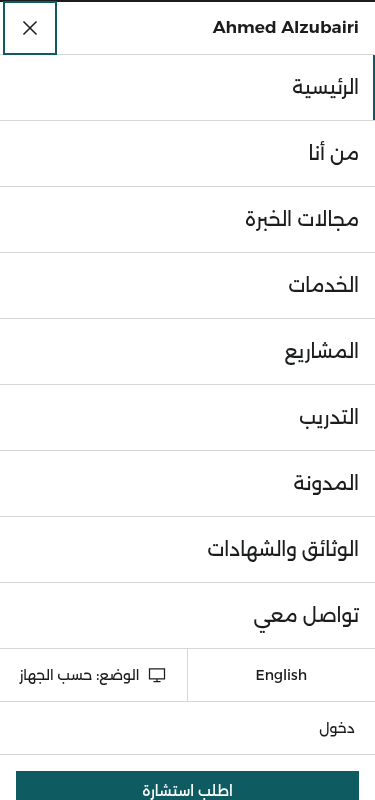 Ahmed Alzubairi
الرئيسية
من أنا
مجالات الخبرة
الخدمات
المشاريع
التدريب
المدونة
الوثائق والشهادات
تواصل معي
English
الوضع: حسب الجهاز
دخول
اطلب استشارة